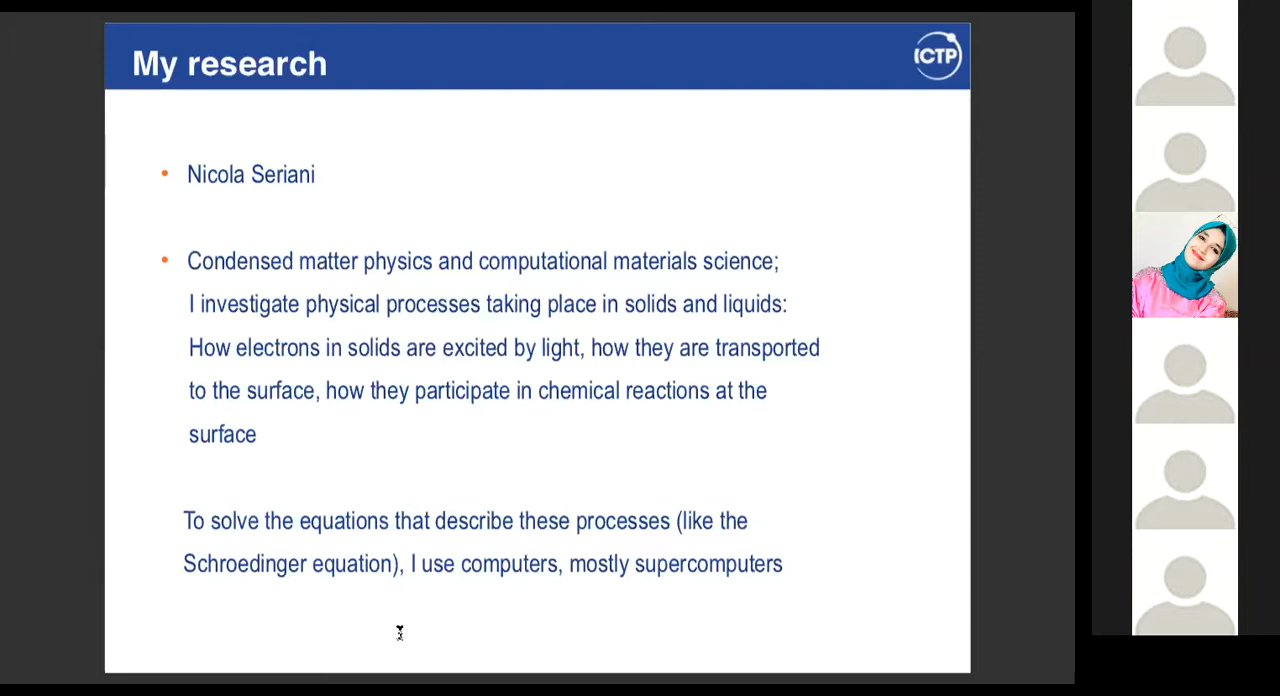 My research
ICTP
• Nicola Seriani
• Condensed matter physics and computational materials science;
I investigate physical processes taking place in solids and liquids:
How electrons in solids are excited by light, how they are transported
to the surface, how they participate in chemical reactions at the
surface
To solve the equations that describe these processes (like the
Schroedinger equation), I use computers, mostly supercomputers